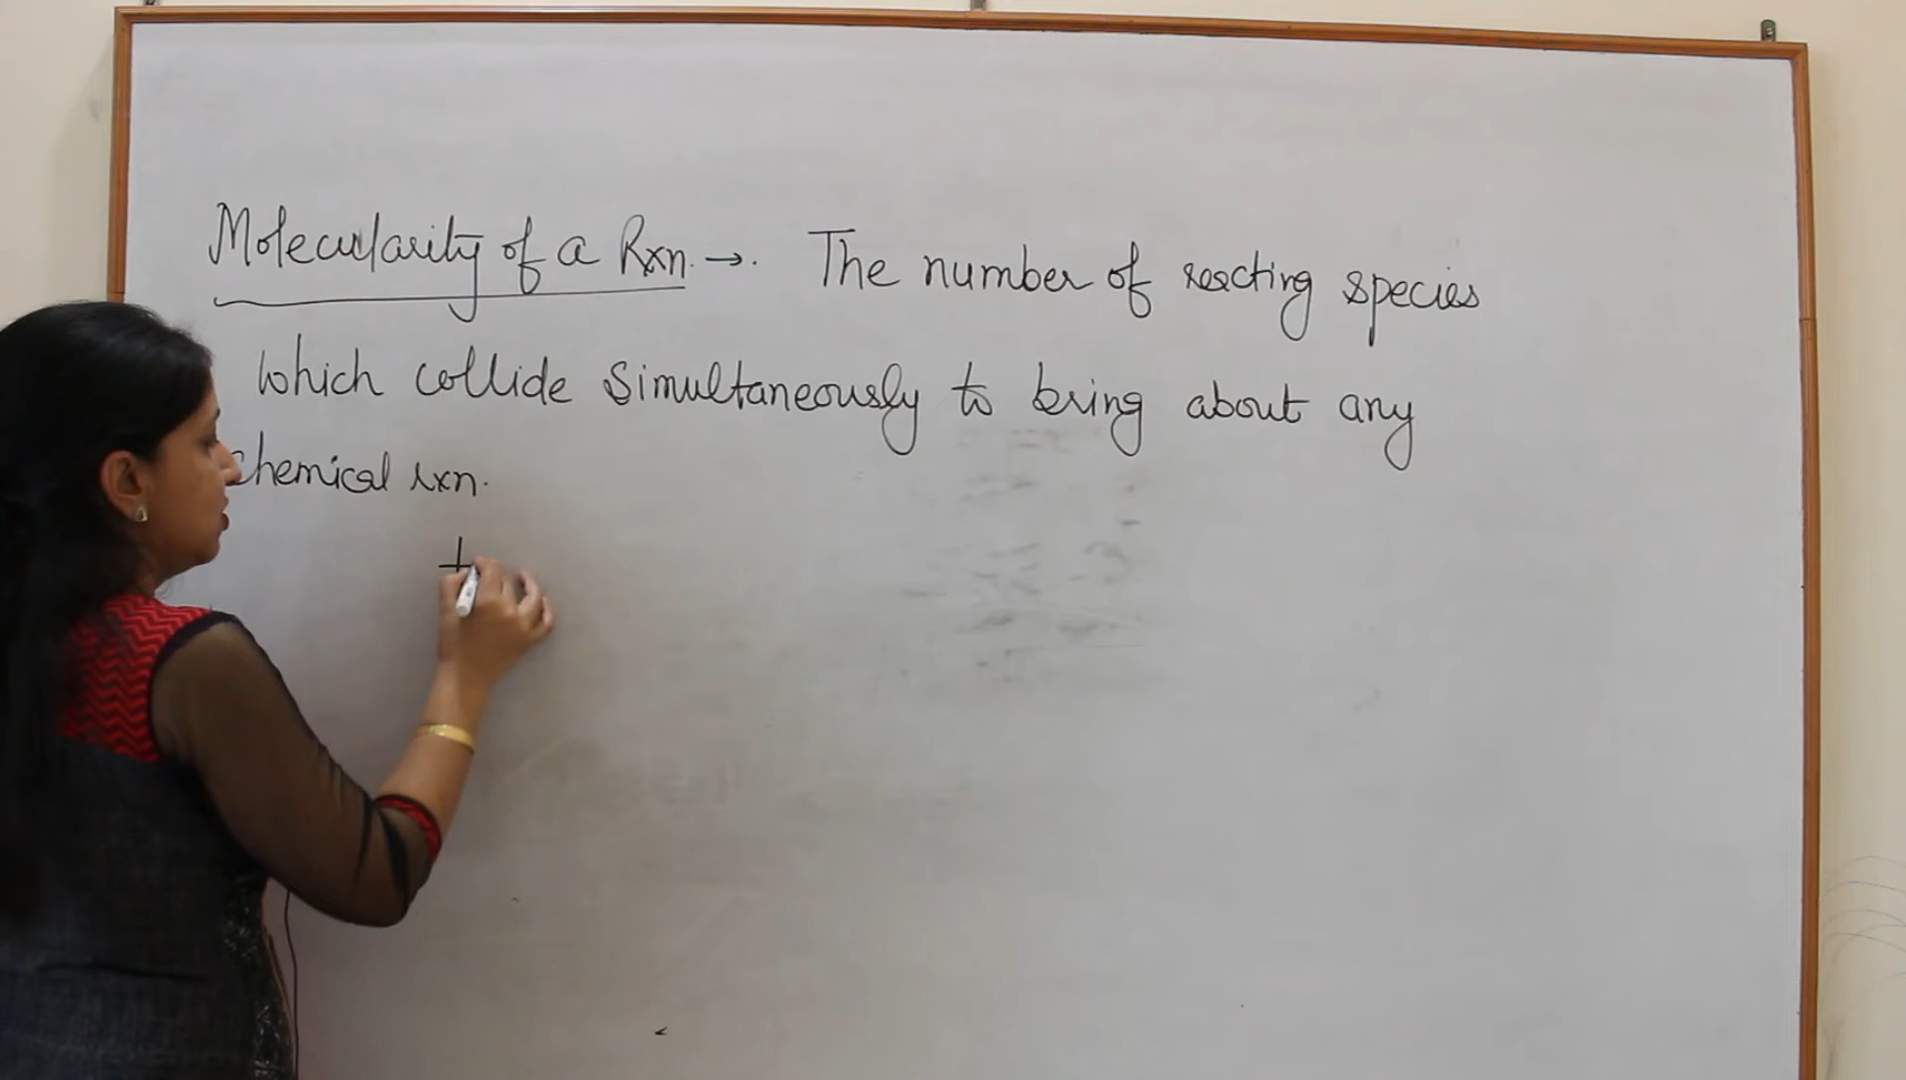 Molecularity of a Rxn. →. The number of reacting species
which collide simultaneously to bring about any
chemical rxn.